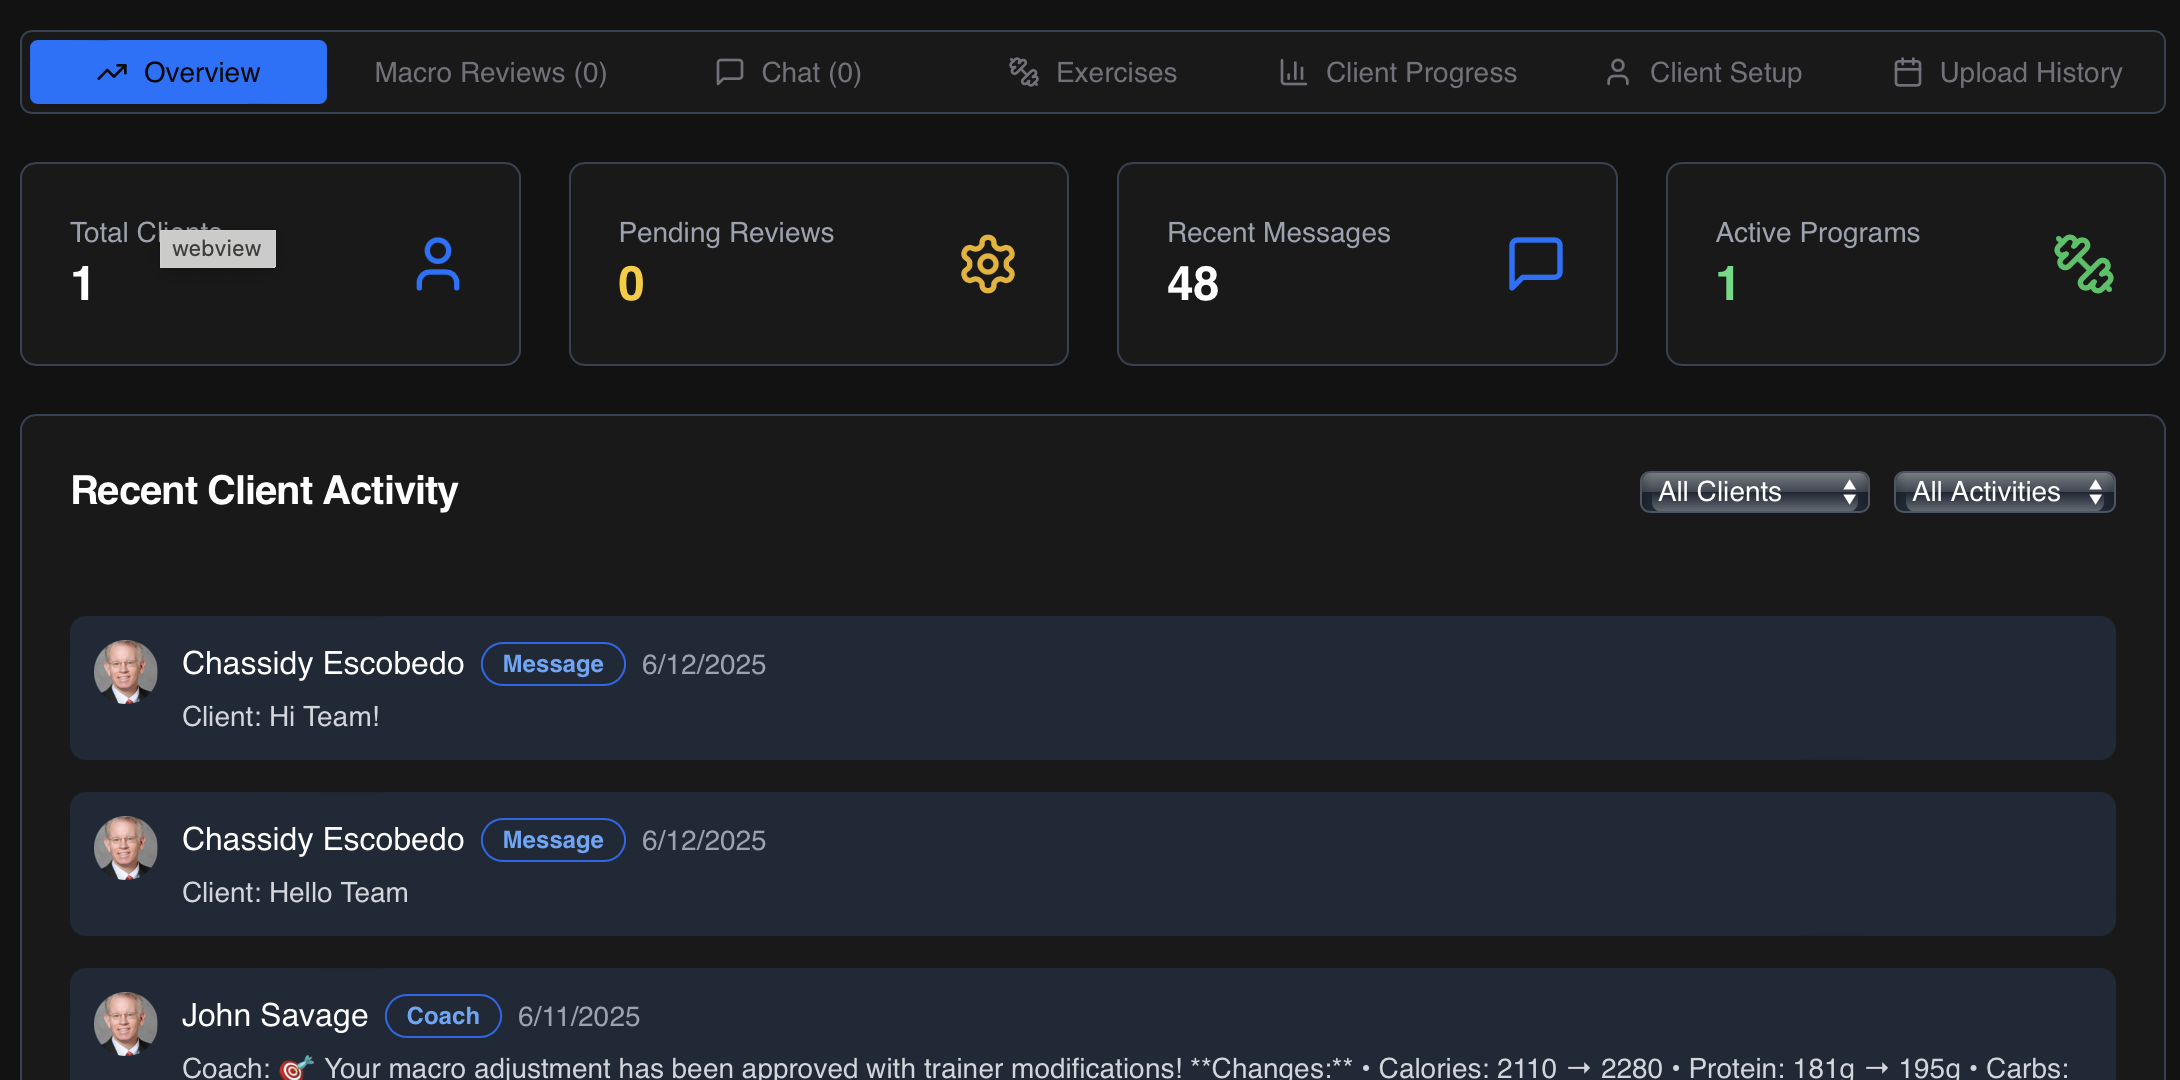 Overview
Macro Reviews (0)
Chat (0)
Exercises
Client Progress
Client Setup
Upload History
Total Clients
webview
1
Pending Reviews
0
Recent Messages
48
Active Programs
1
Recent Client Activity
All Clients
All Activities
Chassidy Escobedo Message 6/12/2025
Client: Hi Team!
Chassidy Escobedo Message 6/12/2025
Client: Hello Team
John Savage Coach 6/11/2025
Coach: 🎯 Your macro adjustment has been approved with trainer modifications! **Changes:** • Calories: 2110 → 2280 • Protein: 181g → 195g • Carbs: